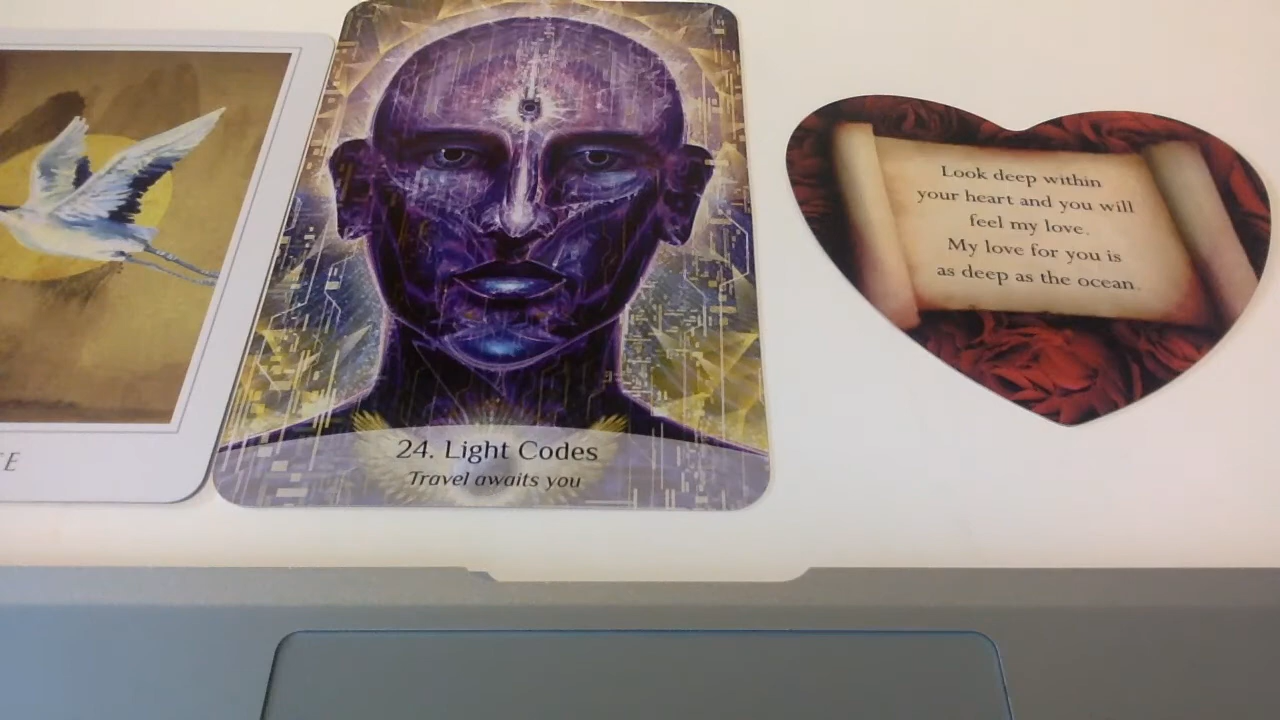 24. Light Codes
Travel awaits you
Look deep within
your heart and you will
feel my love.
My love for you is
as deep as the ocean.